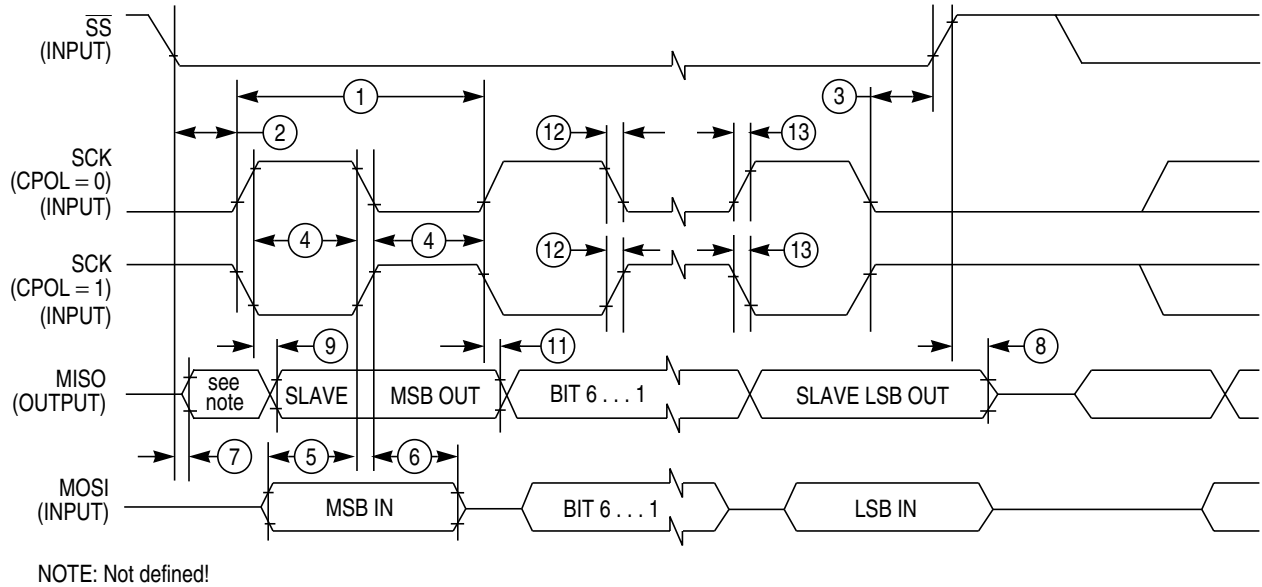 SS
(INPUT)
1
3
2
12
13
SCK
(CPOL = 0)
(INPUT)
4
4
12
13
SCK
(CPOL = 1)
(INPUT)
9
11
8
MISO
(OUTPUT)
see
note
SLAVE
MSB OUT
BIT 6 . . . 1
SLAVE LSB OUT
7
5
6
MOSI
(INPUT)
MSB IN
BIT 6 . . . 1
LSB IN
NOTE: Not defined!